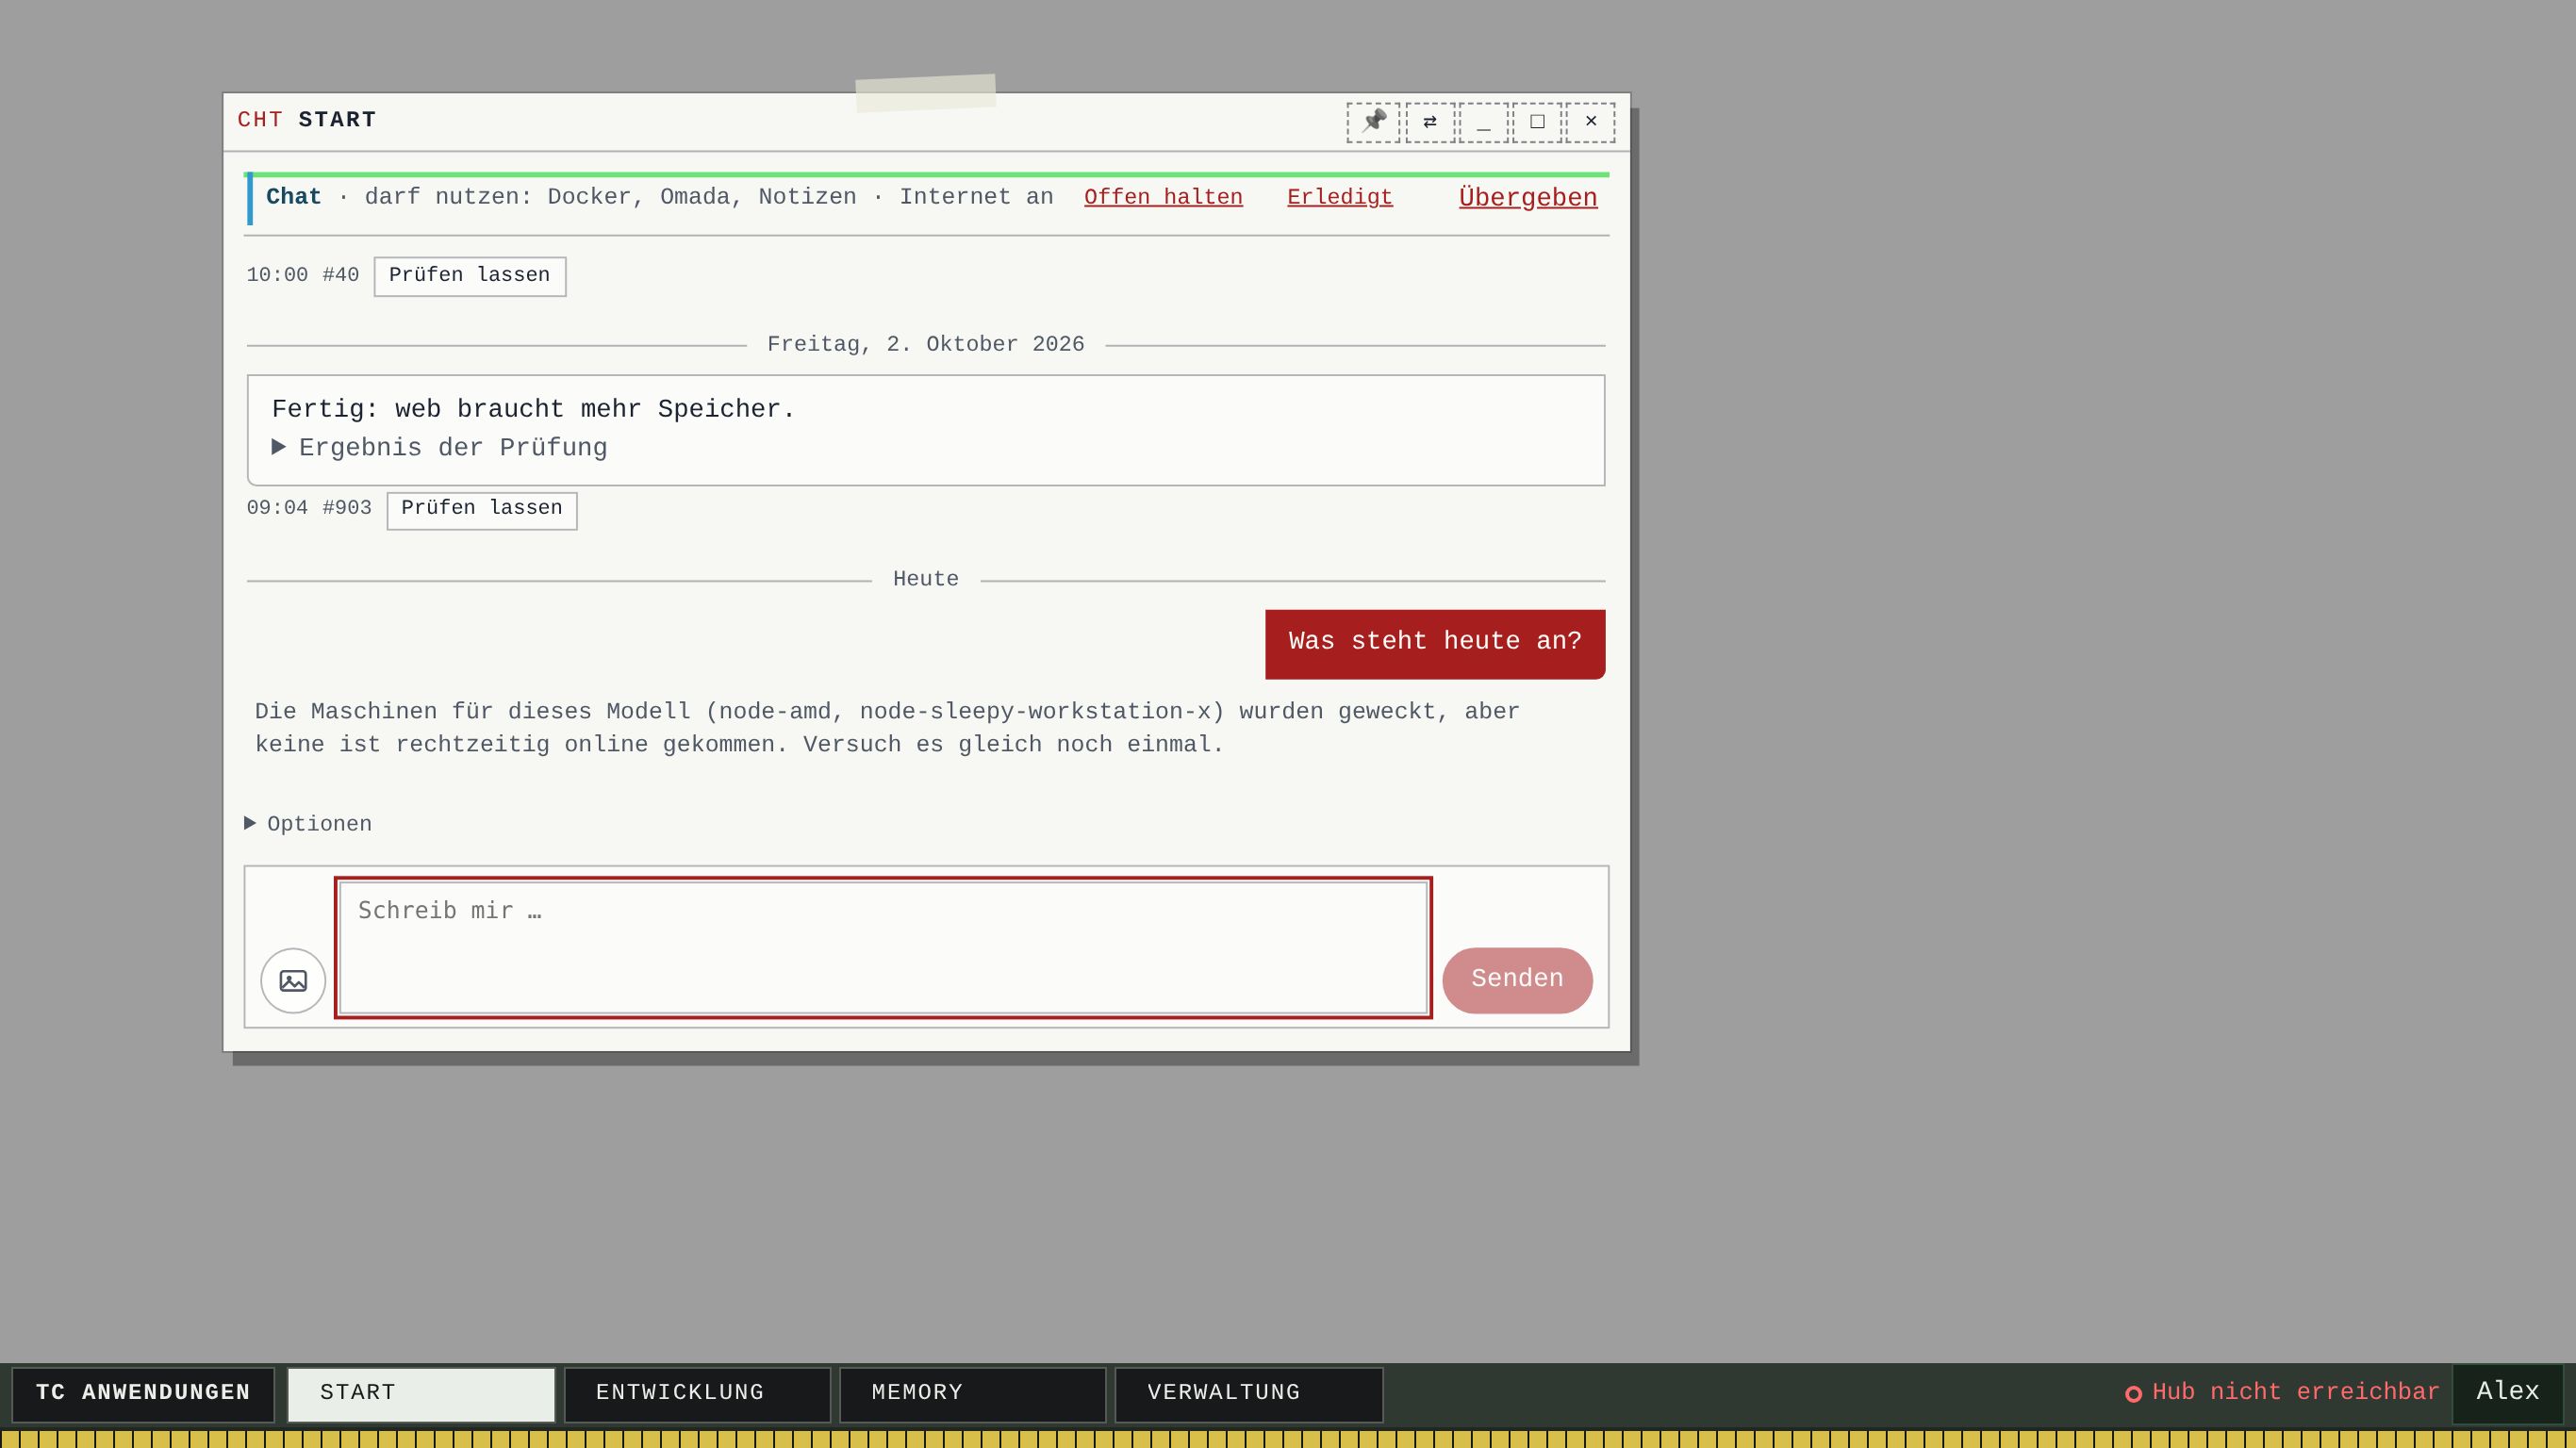 CHT START
📌 ⇄ _ □ ×
Chat · darf nutzen: Docker, Omada, Notizen · Internet an Offen halten Erledigt Übergeben
10:00 #40 Prüfen lassen
Freitag, 2. Oktober 2026
Fertig: web braucht mehr Speicher.
▶ Ergebnis der Prüfung
09:04 #903 Prüfen lassen
Heute
Was steht heute an?
Die Maschinen für dieses Modell (node-amd, node-sleepy-workstation-x) wurden geweckt, aber
keine ist rechtzeitig online gekommen. Versuch es gleich noch einmal.
▶ Optionen
Schreib mir …
Senden
TC ANWENDUNGEN START ENTWICKLUNG MEMORY VERWALTUNG Hub nicht erreichbar Alex